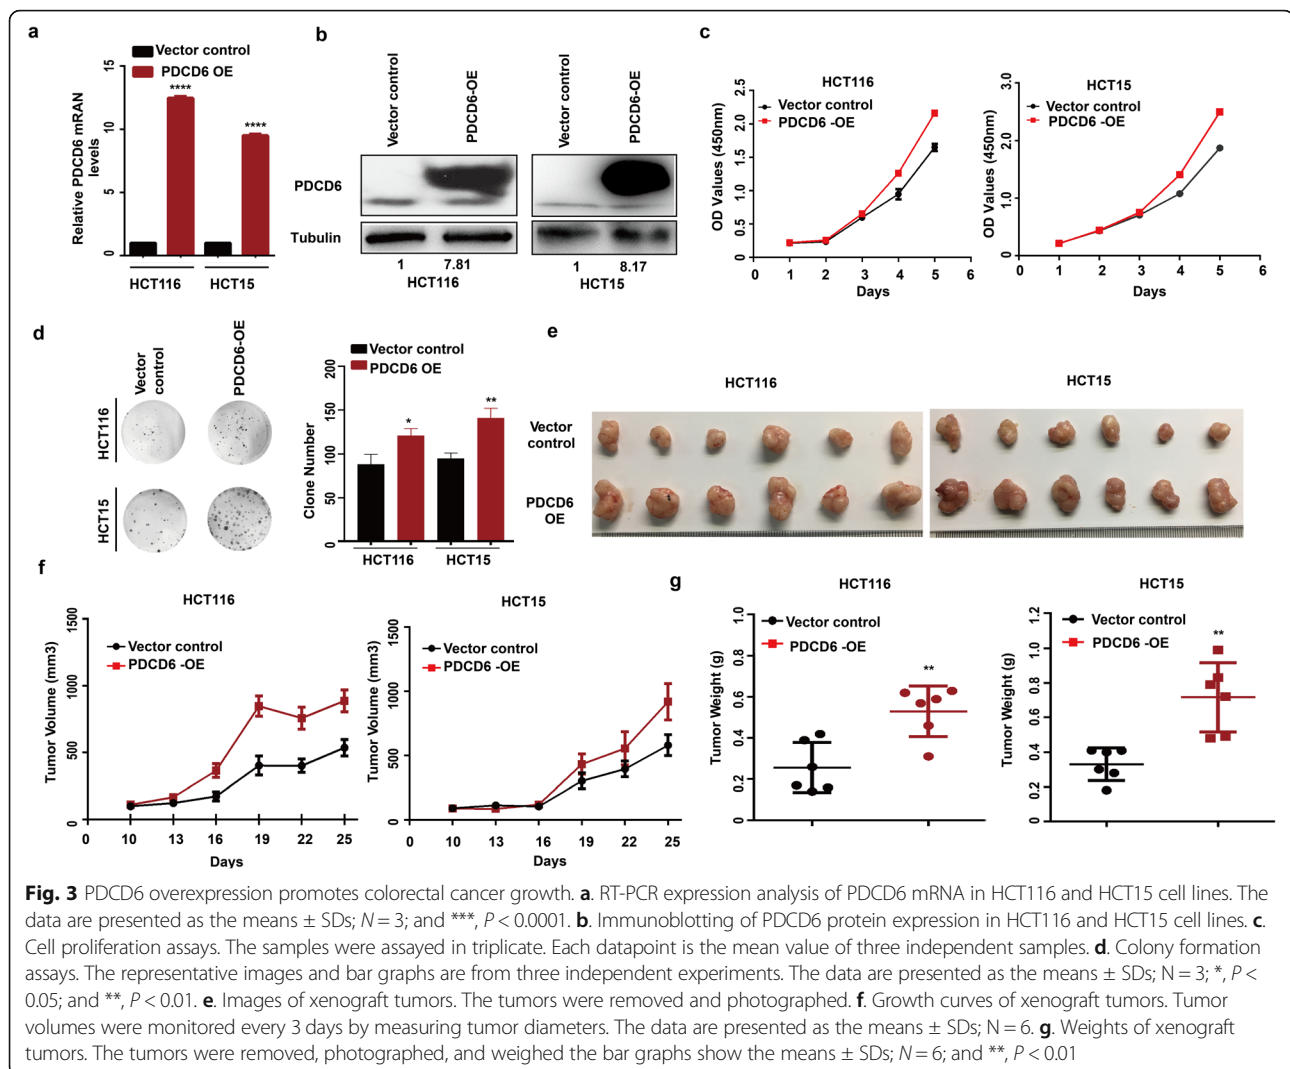 a
Vector control
PDCD6 OE
Relative PDCD6 mRAN
levels
15
10
5
0
****
****
HCT116
HCT15
b
Vector control
PDCD6-OE
Vector control
PDCD6-OE
PDCD6
Tubulin
1
7.81
1
8.17
HCT116
HCT15
c
HCT116
Vector control
PDCD6 -OE
OD Values (450nm)
2.5
2.0
1.5
1.0
0.5
0.0
0 1 2 3 4 5 6
Days
HCT15
Vector control
PDCD6 -OE
OD Values (450nm)
3.0
2.0
1.5
1.0
0.5
0.0
0 1 2 3 4 5 6
Days
d
Vector
control
PDCD6-OE
HCT116
HCT15
Vector control
PDCD6 OE
Clone Number
200
150
100
50
0
*
**
HCT116
HCT15
e
HCT116
HCT15
Vector
control
PDCD6
OE
f
HCT116
Vector control
PDCD6 -OE
Tumor Volume (mm3)
1500
1000
500
0
0 10 13 16 19 22 25
Days
HCT15
Vector control
PDCD6 -OE
Tumor Volume (mm3)
1500
1000
500
0
0 10 13 16 19 22 25
Days
g
HCT116
Vector control
PDCD6 -OE
Tumor Weight (g)
1.0
0.8
0.6
0.4
0.2
0.0
**
HCT15
Vector control
PDCD6 -OE
Tumor Weight (g)
1.2
1.0
0.8
0.6
0.4
0.2
0.0
**
Fig. 3 PDCD6 overexpression promotes colorectal cancer growth. a. RT-PCR expression analysis of PDCD6 mRNA in HCT116 and HCT15 cell lines. The
data are presented as the means ± SDs; N = 3; and ***, P < 0.0001. b. Immunoblotting of PDCD6 protein expression in HCT116 and HCT15 cell lines. c.
Cell proliferation assays. The samples were assayed in triplicate. Each datapoint is the mean value of three independent samples. d. Colony formation
assays. The representative images and bar graphs are from three independent experiments. The data are presented as the means ± SDs; N = 3; *, P <
0.05; and **, P < 0.01. e. Images of xenograft tumors. The tumors were removed and photographed. f. Growth curves of xenograft tumors. Tumor
volumes were monitored every 3 days by measuring tumor diameters. The data are presented as the means ± SDs; N = 6. g. Weights of xenograft
tumors. The tumors were removed, photographed, and weighed the bar graphs show the means ± SDs; N = 6; and **, P < 0.01